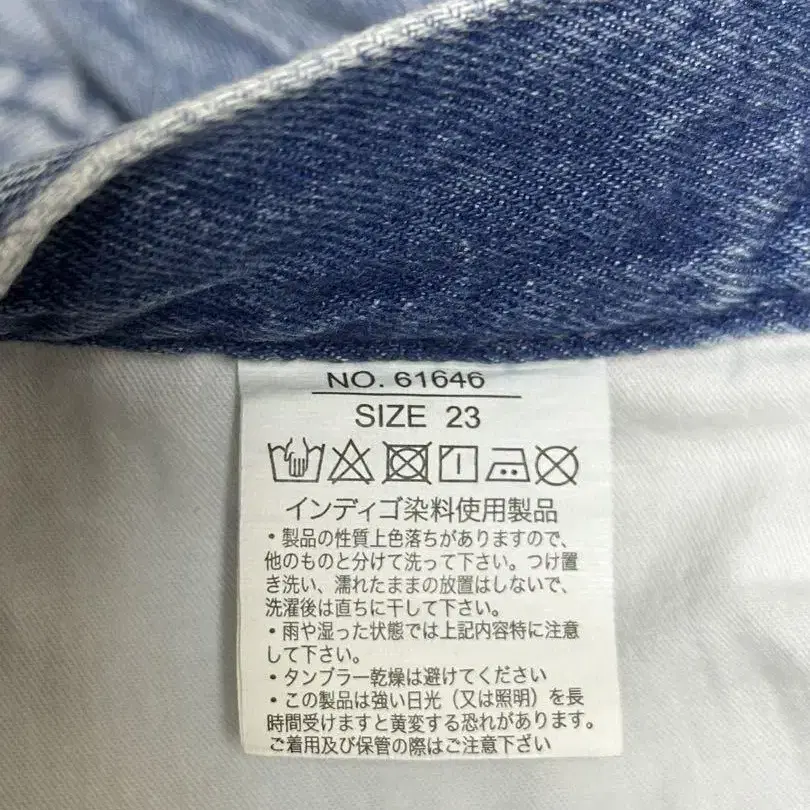 NO. 61646
SIZE 23
インディゴ染料使用製品
・製品の性質上色落ちがありますので、
他のものと分けて洗って下さい。つけ置
き洗い、濡れたままの放置はしないで、
洗濯後は直ちに干して下さい。
・雨や湿った状態では上記内容特に注意
して下さい。
・タンブラー乾燥は避けてください
・この製品は強い日光（又は照明）を長
時間受けますと黄変する恐れがあります。
ご着用及び保管の際はご注意下ざい